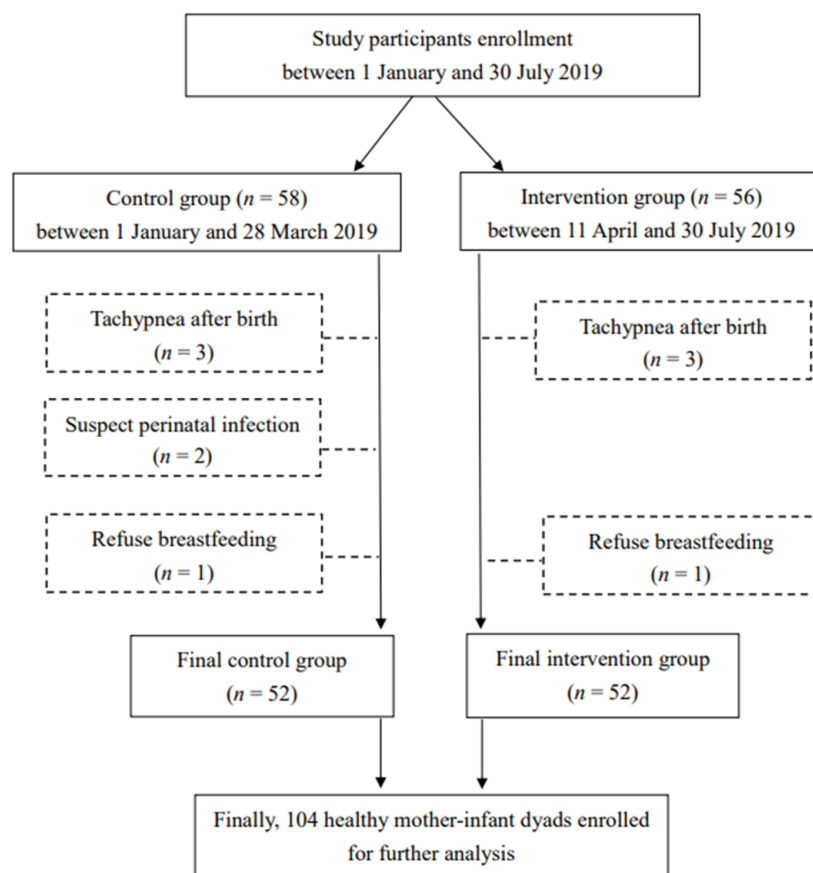 Study participants enrollment
between 1 January and 30 July 2019
Control group (n = 58)
between 1 January and 28 March 2019
Intervention group (n = 56)
between 11 April and 30 July 2019
Tachypnea after birth
(n = 3)
Tachypnea after birth
(n = 3)
Suspect perinatal infection
(n = 2)
Refuse breastfeeding
(n = 1)
Refuse breastfeeding
(n = 1)
Final control group
(n = 52)
Final intervention group
(n = 52)
Finally, 104 healthy mother-infant dyads enrolled
for further analysis